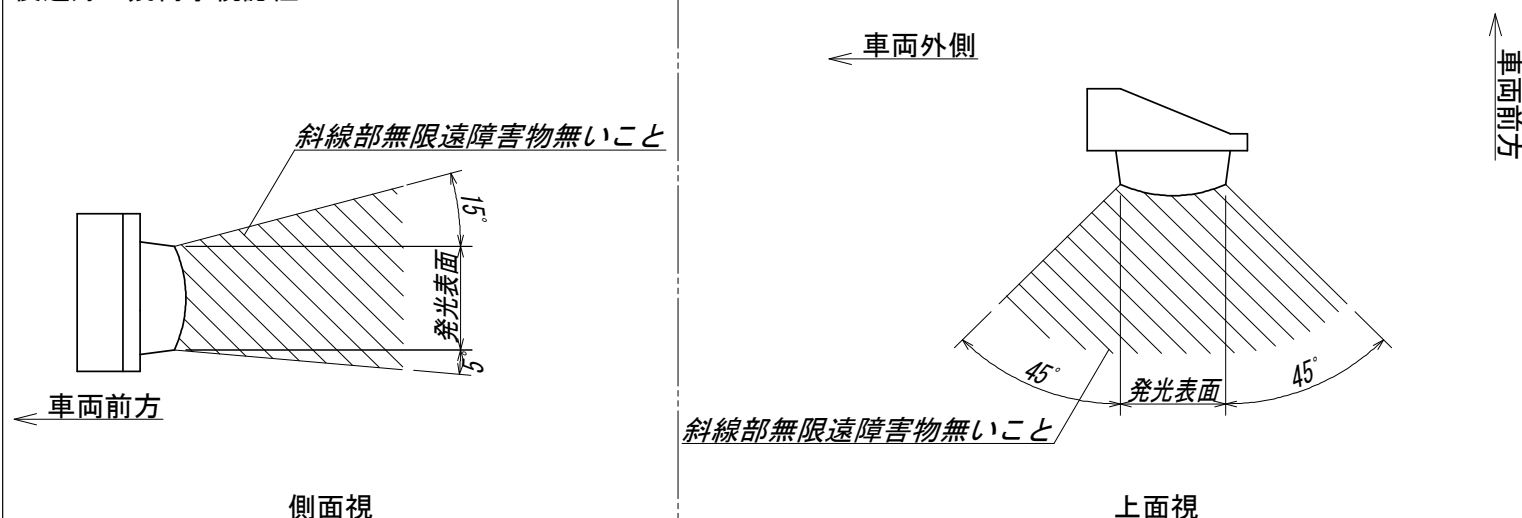 斜線部無限遠障害物無いこと
15°
発光表面
5°
車両前方
側面視
車両外側
車両前方
45°
発光表面
45°
斜線部無限遠障害物無いこと
上面視